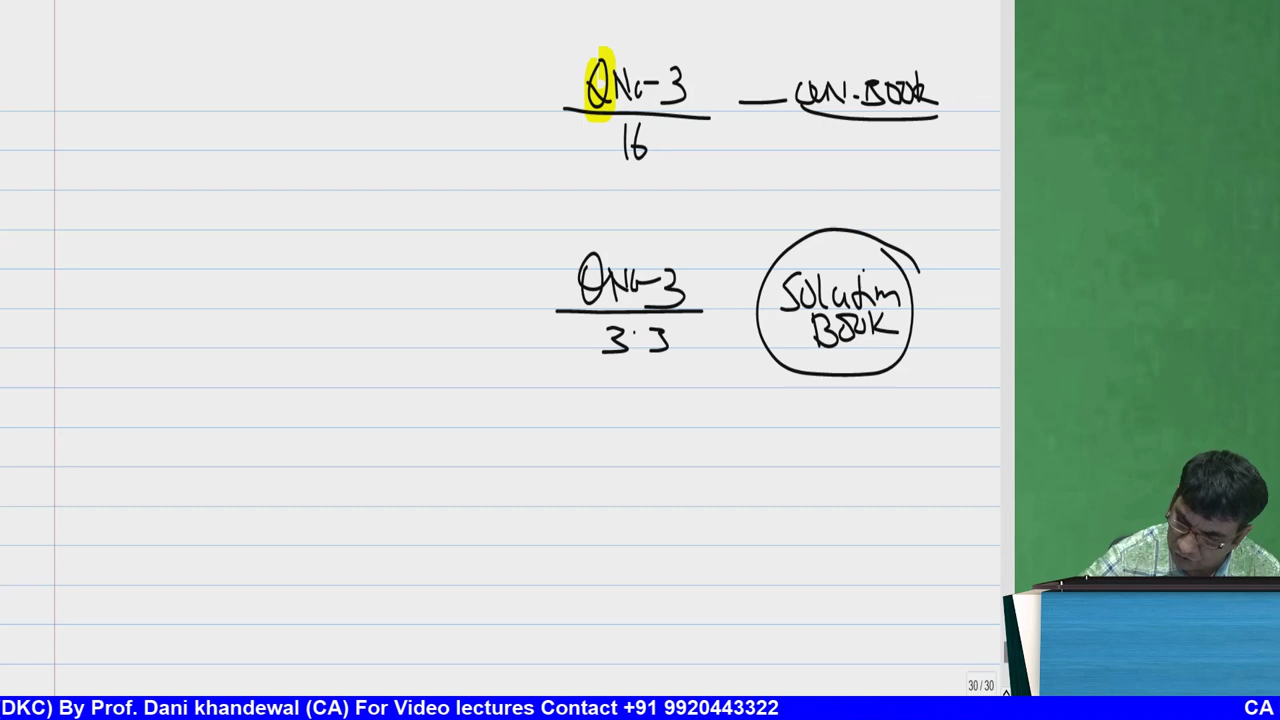 QNo-3 — QN.BOOK
16
QNo-3 Solution BOOK
3.3
30/30
(DKC) By Prof. Dani khandewal (CA) For Video lectures Contact +91 9920443322 CA